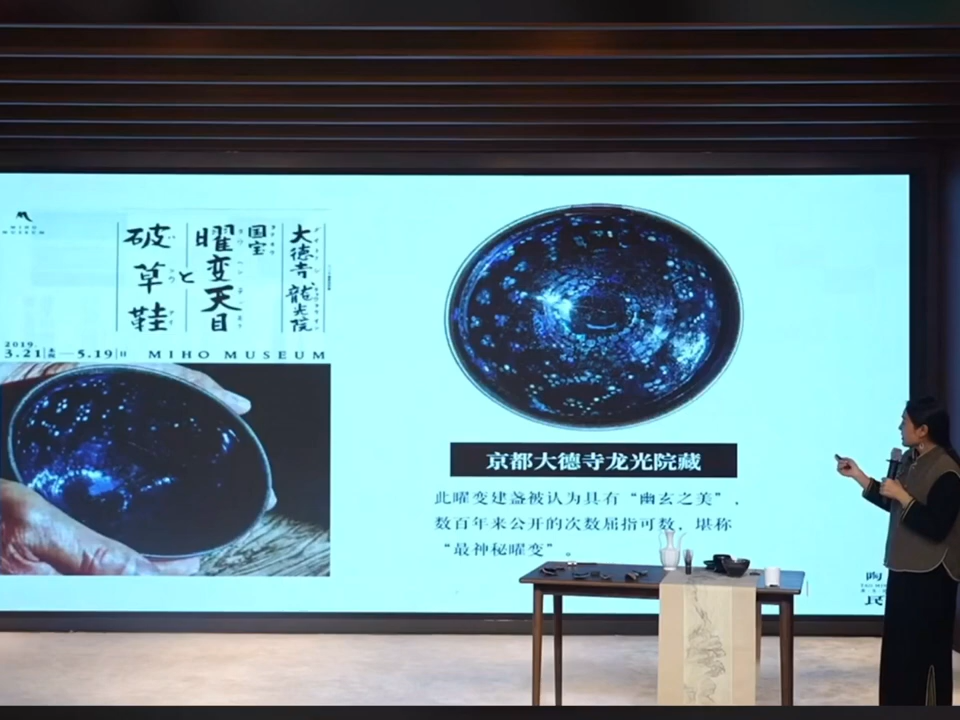 MIHO
MUSEUM
大德寺 龍光院
国宝
曜変天目
と
破草鞋
2019.
3.21 — 5.19 MIHO MUSEUM
京都大德寺龙光院藏
此曜变建盏被认为具有“幽玄之美”，
数百年来公开的次数屈指可数，堪称
“最神秘曜变”。
陶
民